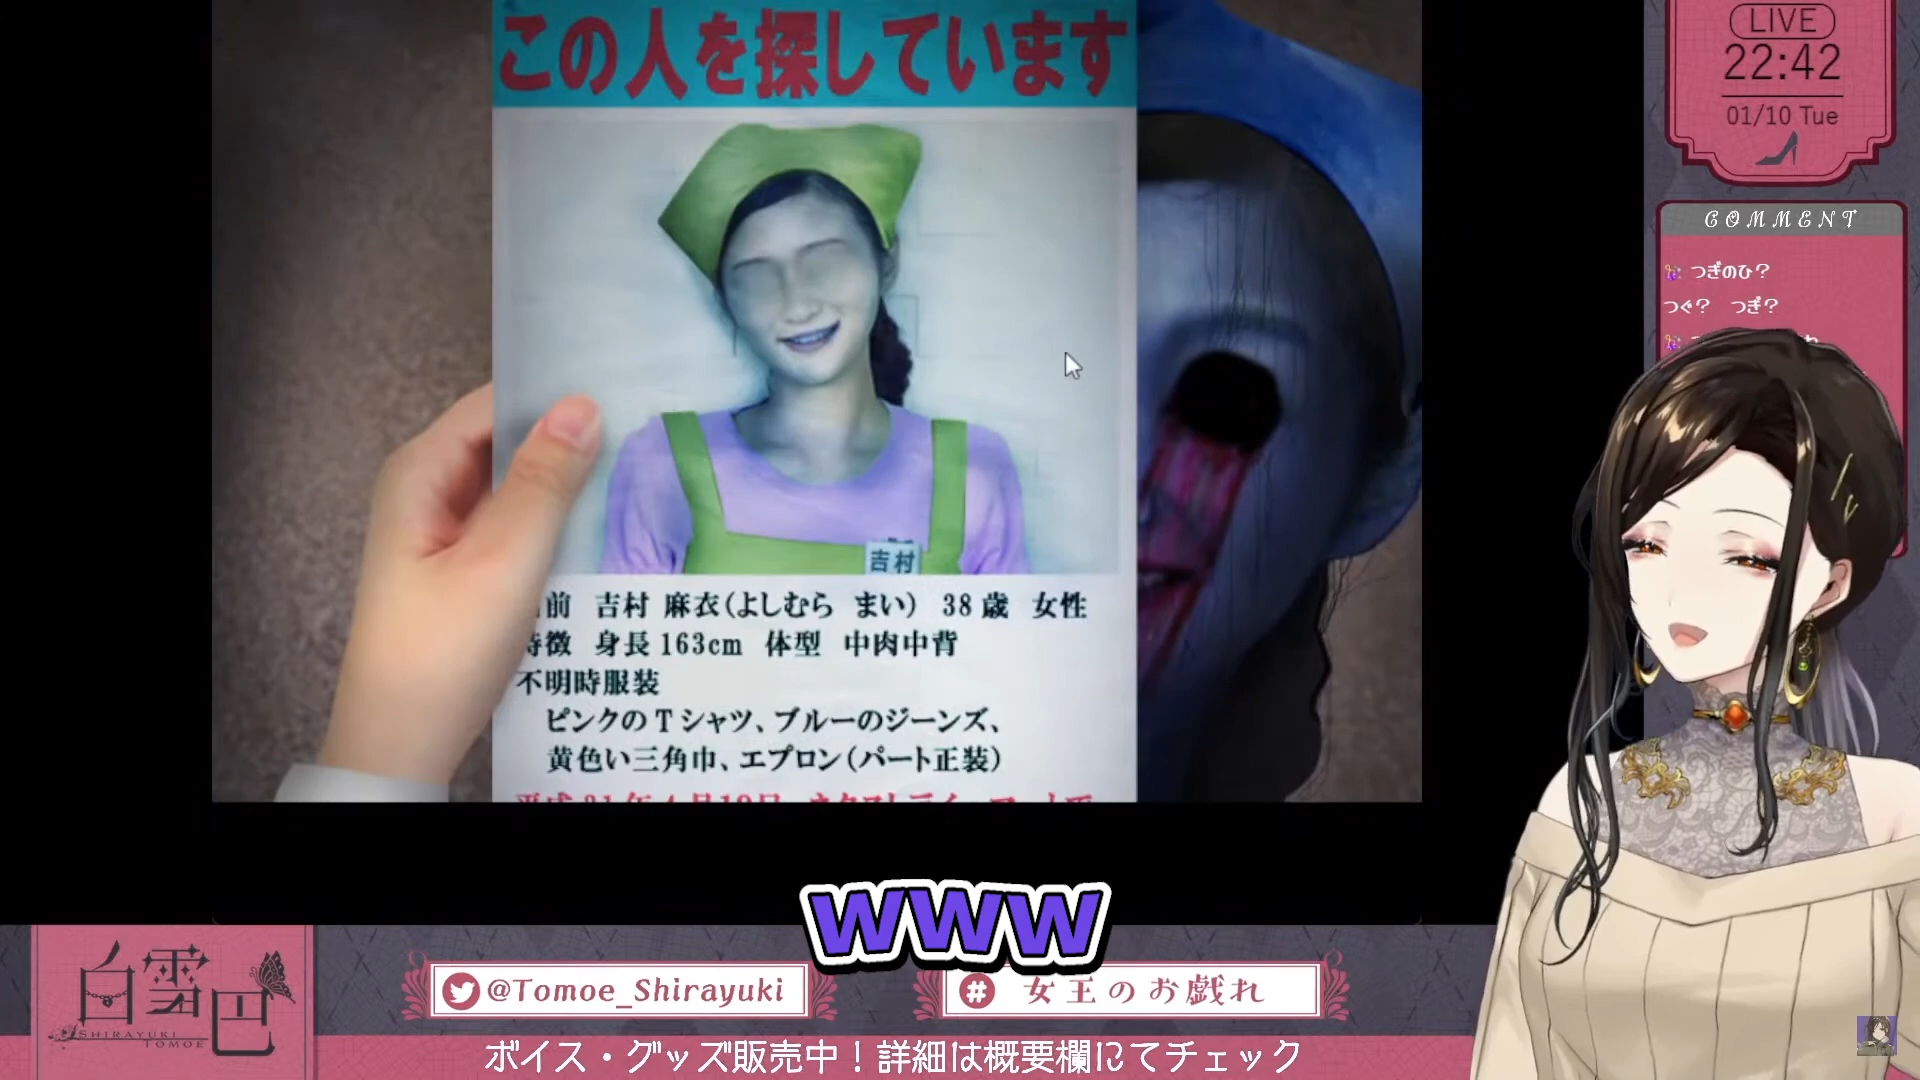 この人を探しています
吉村
前 吉村 麻衣(よしむら まい) 38歳 女性
特徴 身長163cm 体型 中肉中背
不明時服装
ピンクのTシャツ、ブルーのジーンズ、
黄色い三角巾、エプロン(パート正装)
LIVE
22:42
01/10 Tue
COMMENT
つぎのひ?
つぐ? つぎ?
www
白雪巴
SHIRAYUKI
TOMOE
@Tomoe_Shirayuki
# 女王のお戯れ
ボイス・グッズ販売中!詳細は概要欄にてチェック